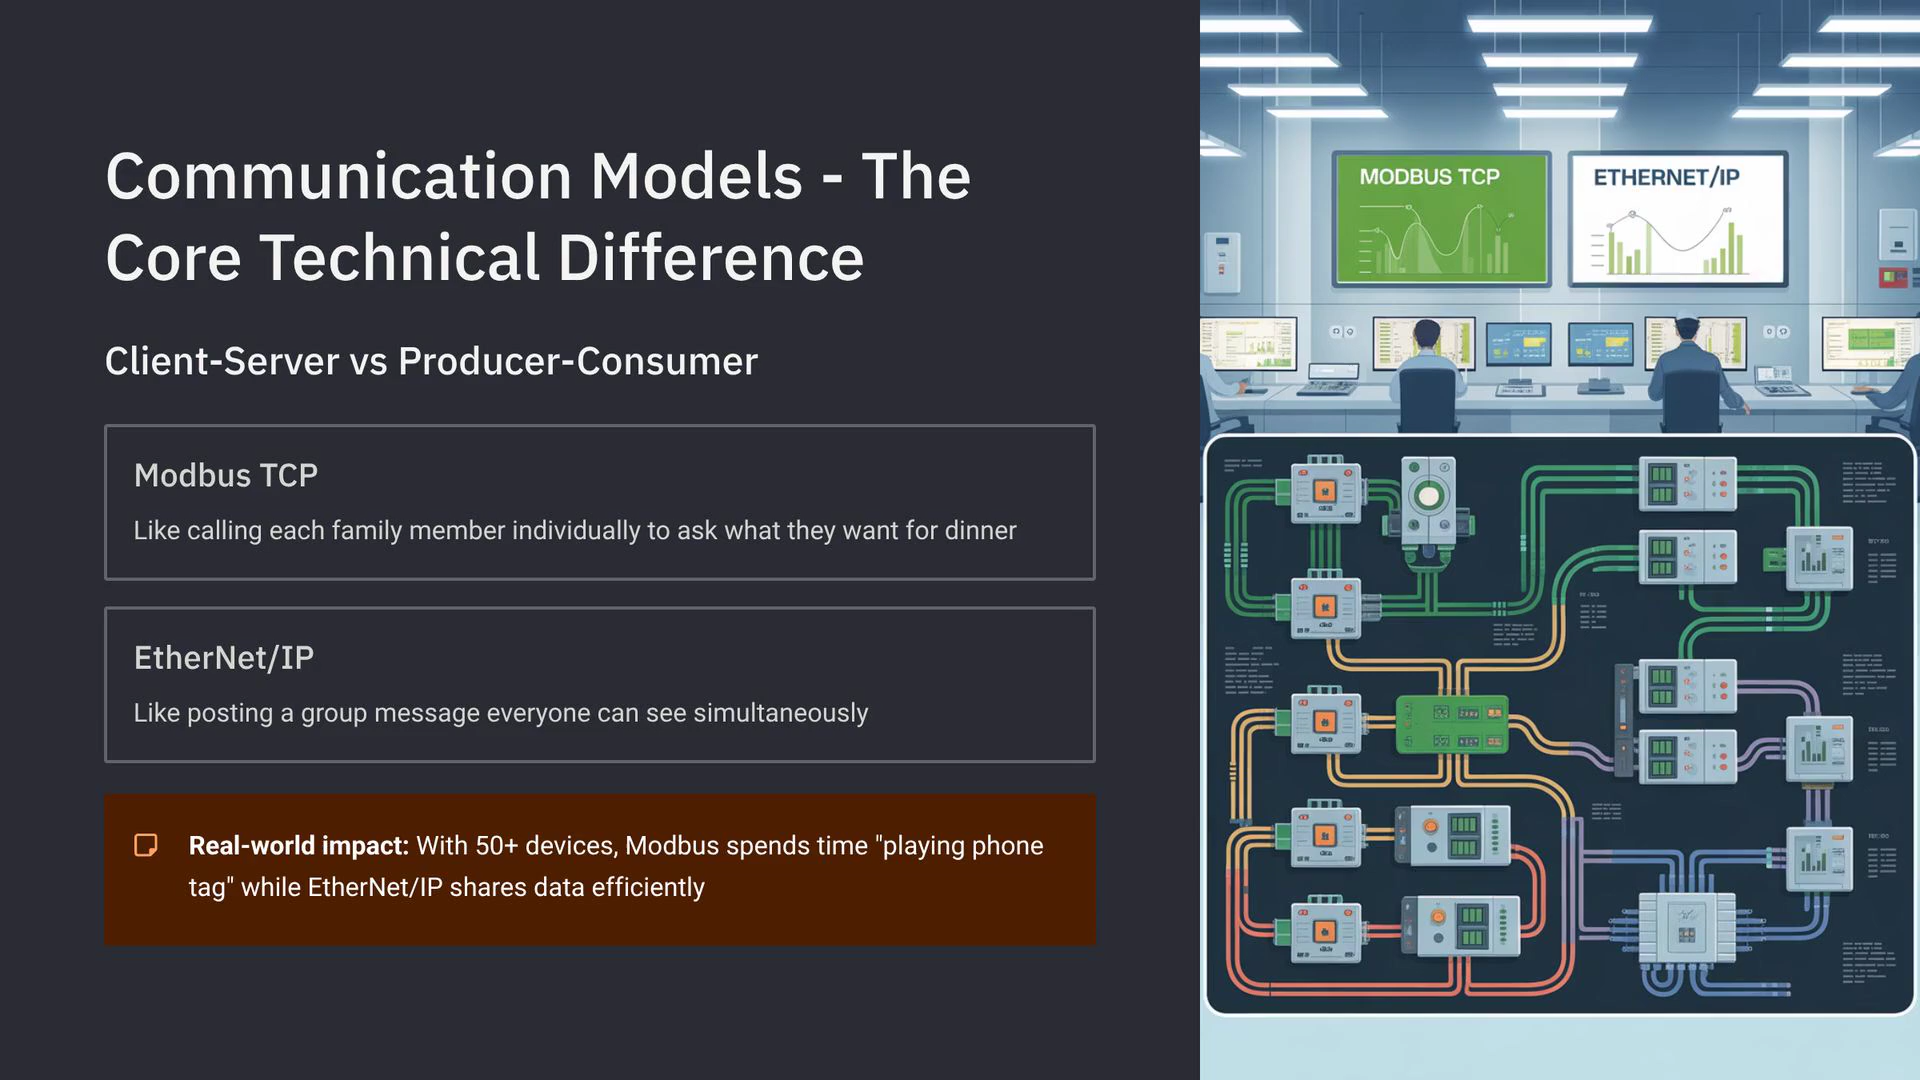 Communication Models - The
Core Technical Difference
Client-Server vs Producer-Consumer
Modbus TCP
Like calling each family member individually to ask what they want for dinner
EtherNet/IP
Like posting a group message everyone can see simultaneously
Real-world impact: With 50+ devices, Modbus spends time "playing phone
tag" while EtherNet/IP shares data efficiently
MODBUS TCP
ETHERNET/IP